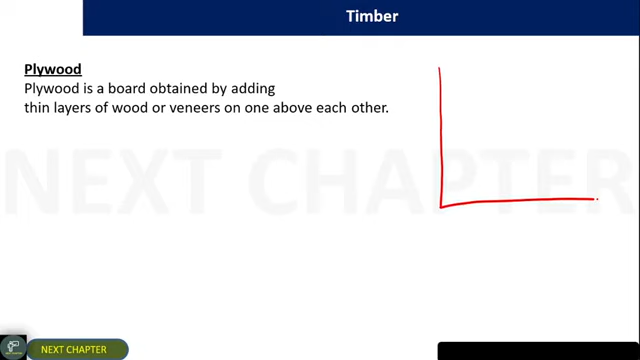 Timber
Plywood
Plywood is a board obtained by adding
thin layers of wood or veneers on one above each other.
NEXT CHAPTER
NEXT CHAPTER